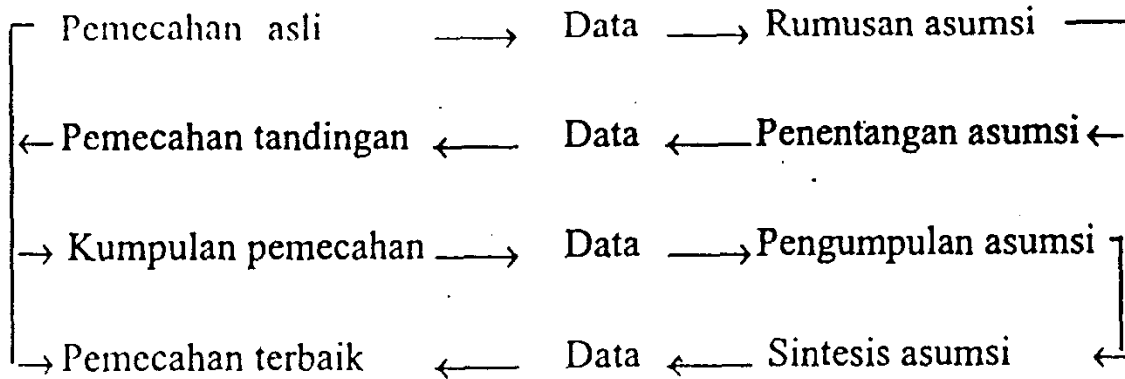 Pemecahan asli Data Rumusan asumsi
Pemecahan tandingan Data Penentangan asumsi
Kumpulan pemecahan Data Pengumpulan asumsi
Pemecahan terbaik Data Sintesis asumsi